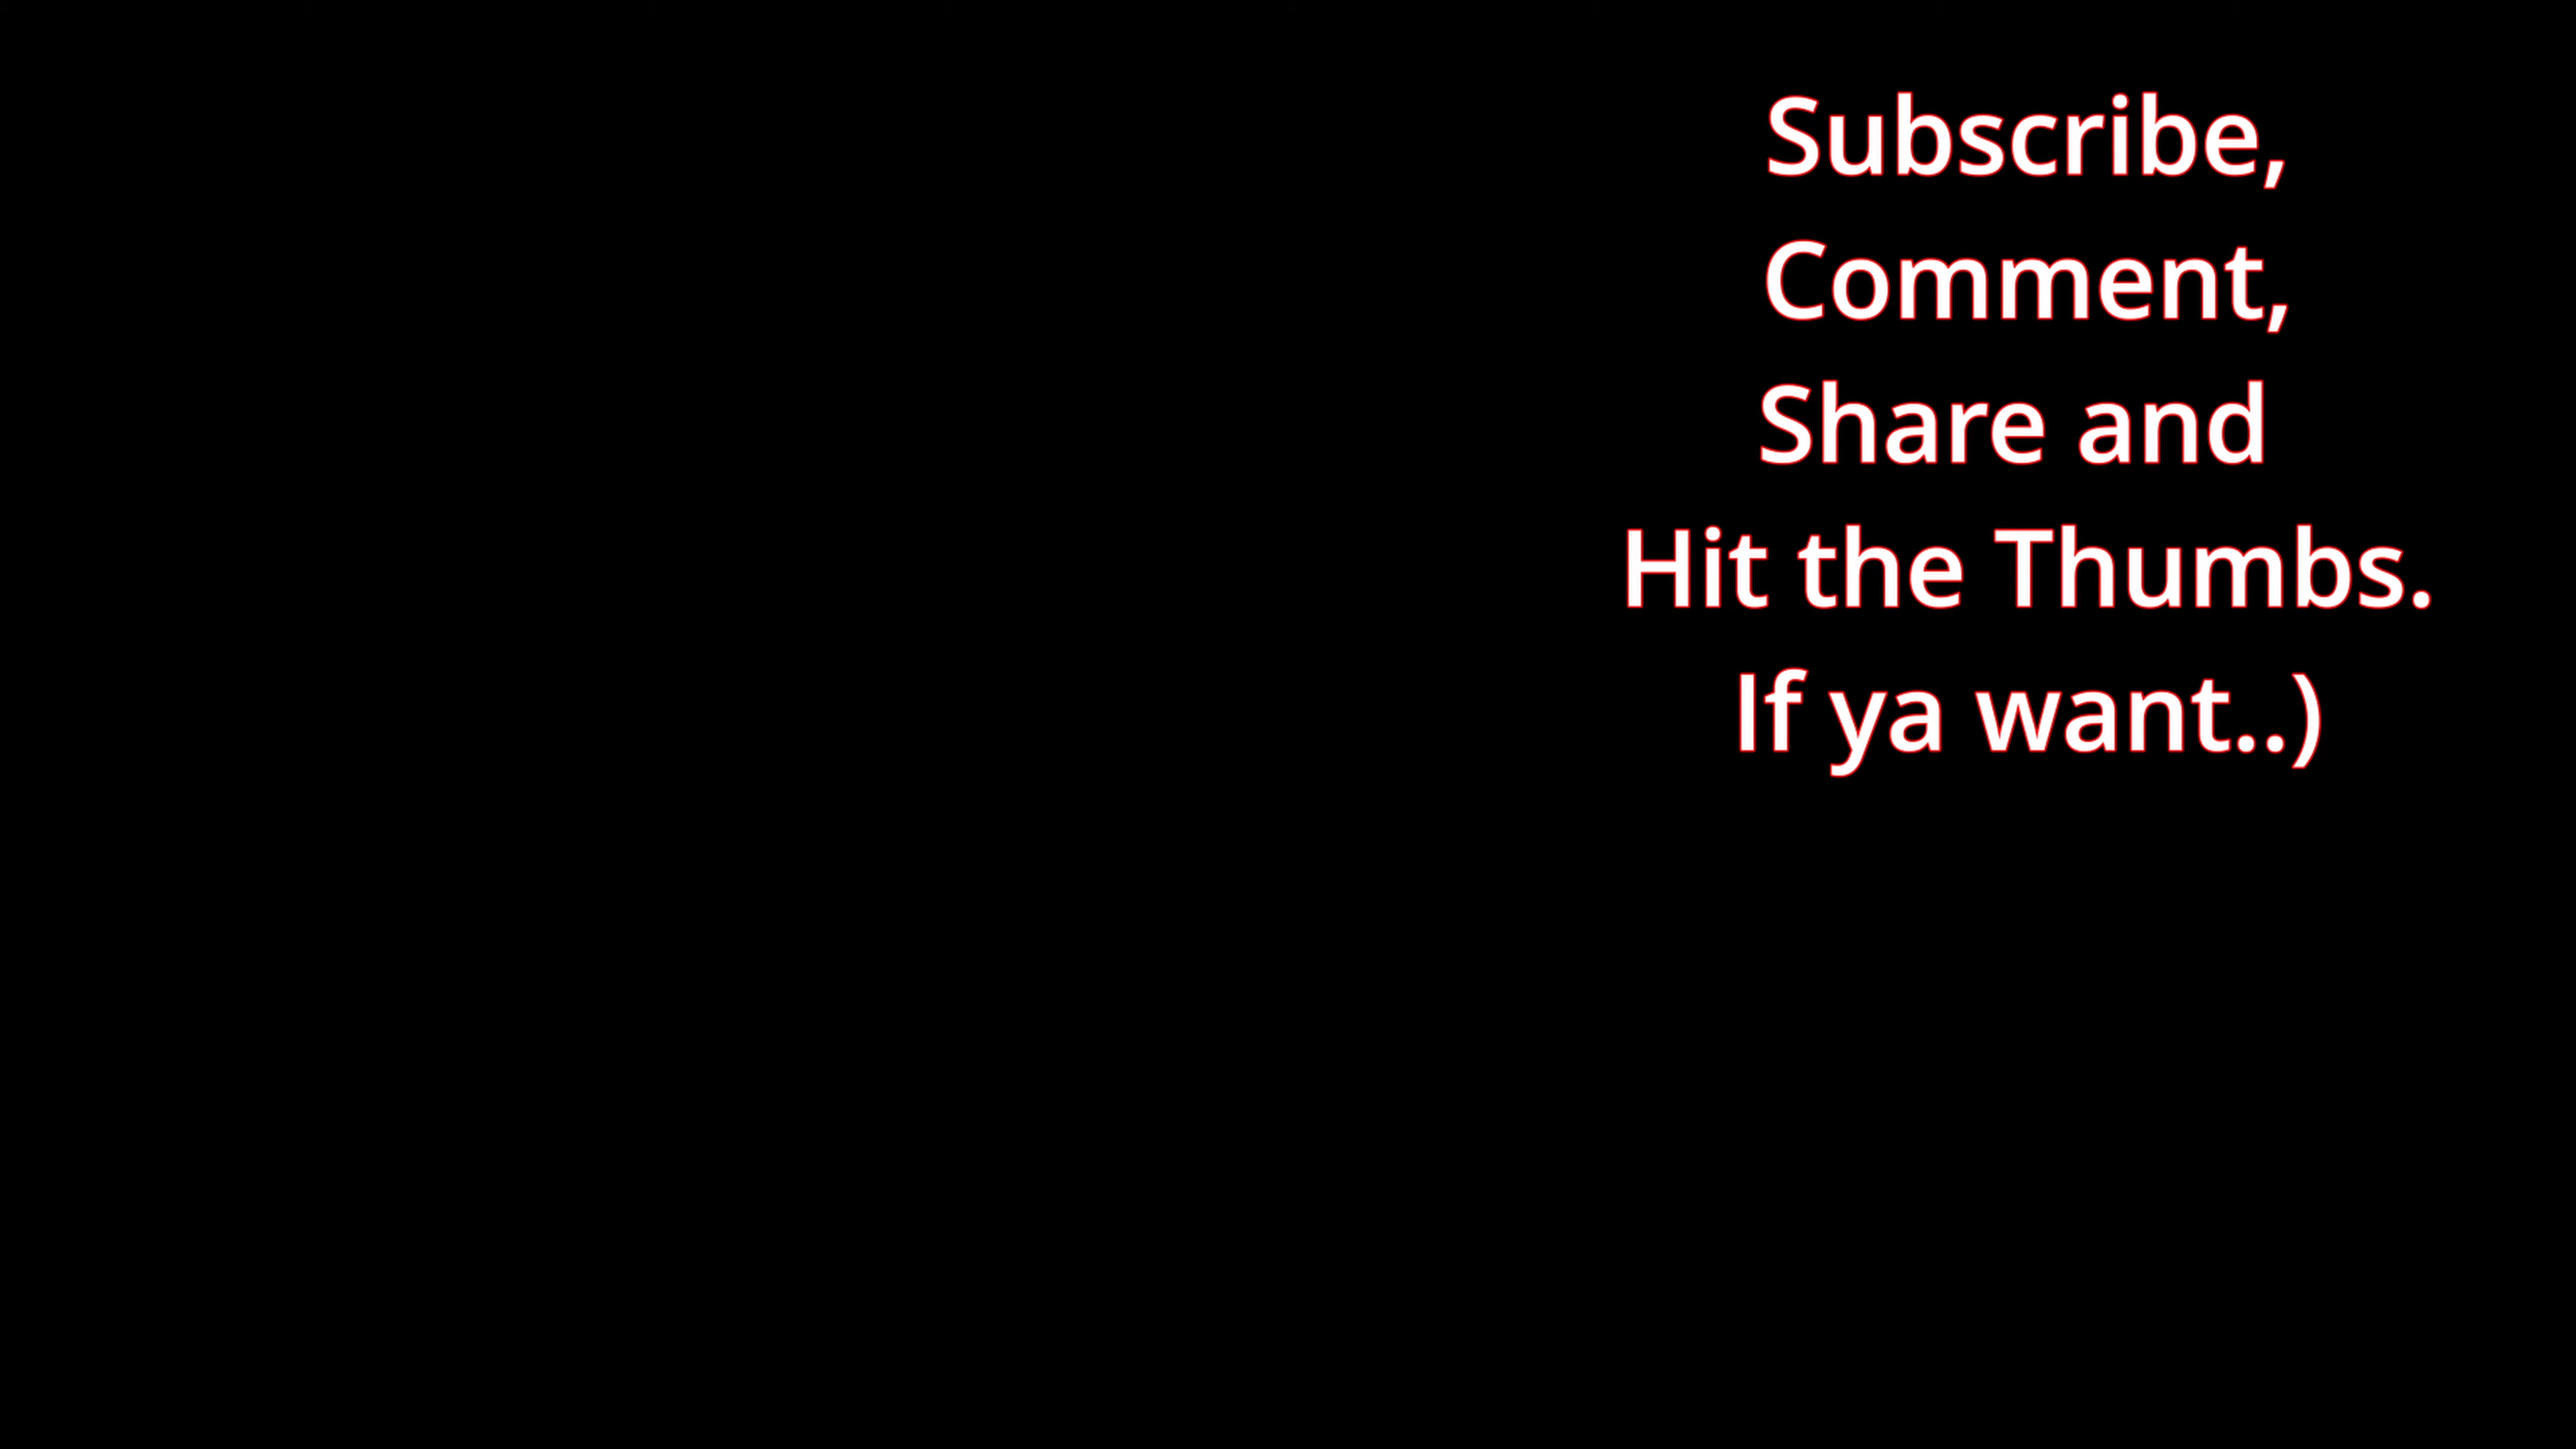 Subscribe,
Comment,
Share and
Hit the Thumbs.
If ya want..)